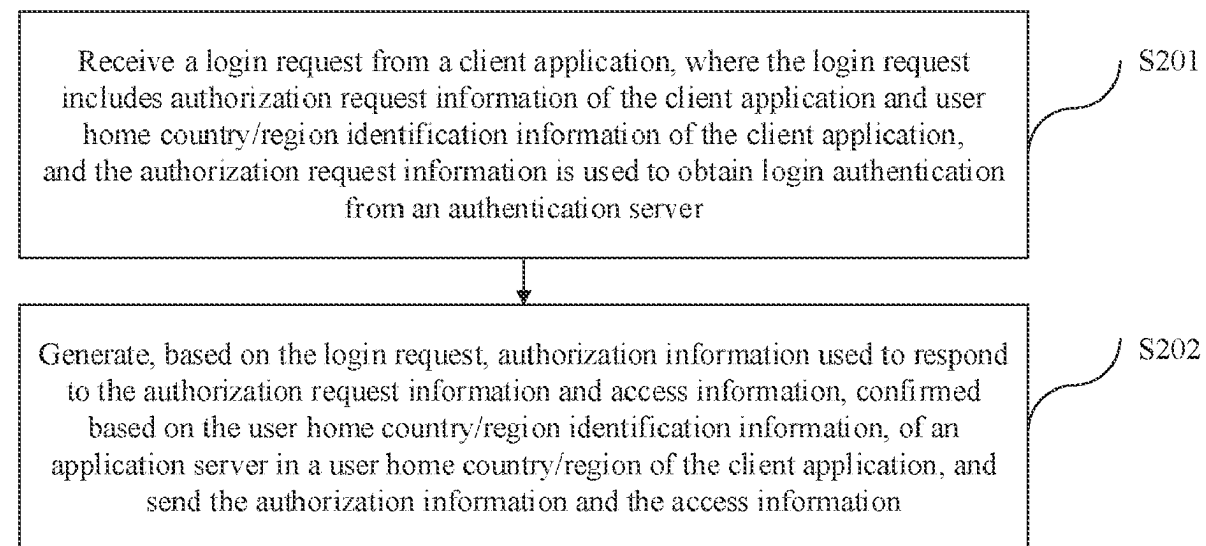 Receive a login request from a client application, where the login request
includes authorization request information of the client application and user
home country/region identification information of the client application,
and the authorization request information is used to obtain login authentication
from an authentication server
S201
Generate, based on the login request, authorization information used to respond
to the authorization request information and access information, confirmed
based on the user home country/region identification information, of an
application server in a user home country/region of the client application, and
send the authorization information and the access information
S202